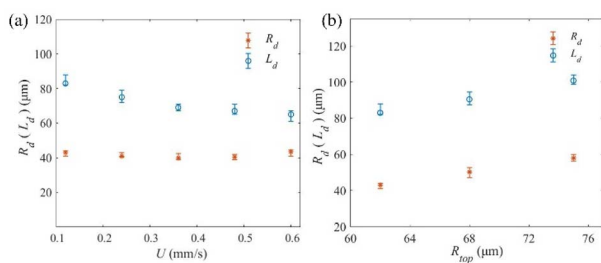 (a)
120
100
80
60
40
20
0.1
0.2
0.3
0.4
0.5
0.6
R_d (L_d) (μm)
U (mm/s)
R_d
L_d
(b)
140
120
100
80
60
40
20
60
64
68
72
76
R_d (L_d) (μm)
R_top (μm)
R_d
L_d